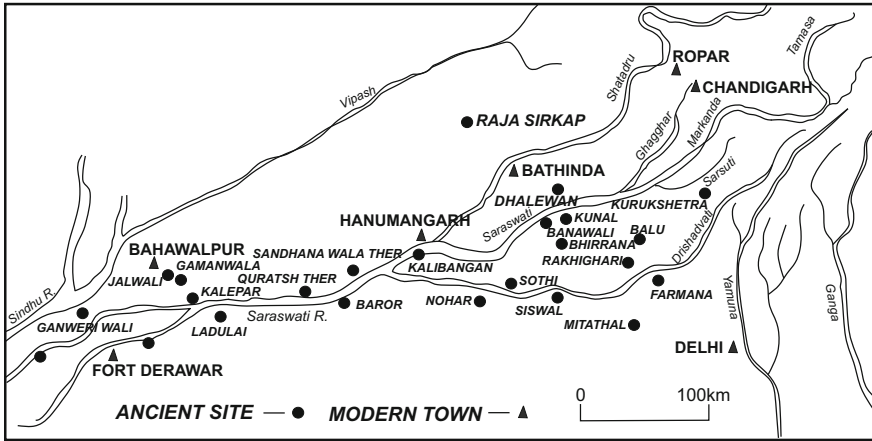 Tamasa
ROPAR
CHANDIGARH
Shatadru
Vipash
Ghagghar
Markanda
RAJA SIRKAP
BATHINDA
DHALEWAN
KURUKSHETRA
Sarsuti
HANUMANGARH
Saraswati
KUNAL
BANAWALI
BALU
BHIRRANA
Drishadvati
BAHAWALPUR
SANDHANA WALA THER
GAMANWALA
JALWALI
QURATSH THER
KALIBANGAN
RAKHIGHARI
KALEPAR
SOTHI
FARMANA
Sindhu R.
GANWERI WALI
LADULAI
Saraswati R.
BAROR
NOHAR
SISWAL
MITATHAL
Yamuna
Ganga
DELHI
FORT DERAWAR
0 100km
ANCIENT SITE MODERN TOWN